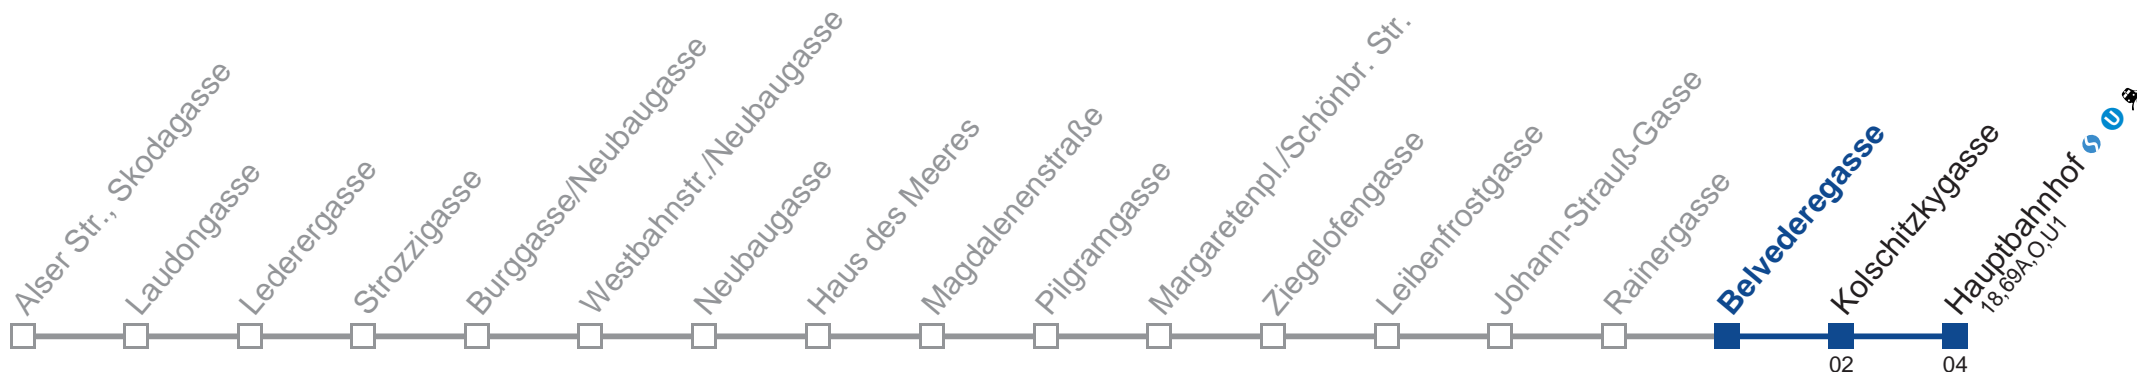 Alser Str., Skodagasse
Laudongasse
Lederergasse
Strozzigasse
Burggasse/Neubaugasse
Westbahnstr./Neubaugasse
Neubaugasse
Haus des Meeres
Magdalenenstraße
Pilgramgasse
Margaretenpl./Schönbr. Str.
Ziegelofengasse
Leibenfrostgasse
Johann-Strauß-Gasse
Rainergasse
Belvederegasse
Kolschitzkygasse
Hauptbahnhof S U
18,69A,O,U1
02
04